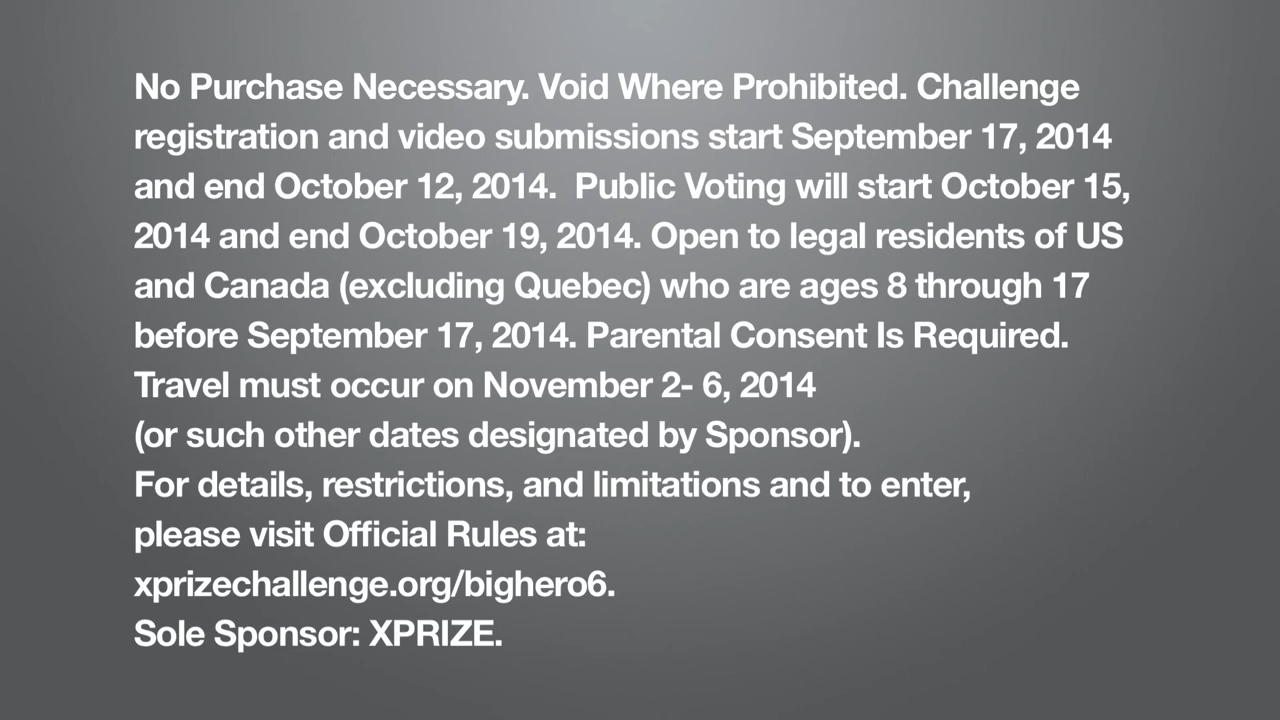 No Purchase Necessary. Void Where Prohibited. Challenge
registration and video submissions start September 17, 2014
and end October 12, 2014.  Public Voting will start October 15,
2014 and end October 19, 2014. Open to legal residents of US
and Canada (excluding Quebec) who are ages 8 through 17
before September 17, 2014. Parental Consent Is Required.
Travel must occur on November 2- 6, 2014
(or such other dates designated by Sponsor).
For details, restrictions, and limitations and to enter,
please visit Official Rules at:
xprizechallenge.org/bighero6.
Sole Sponsor: XPRIZE.